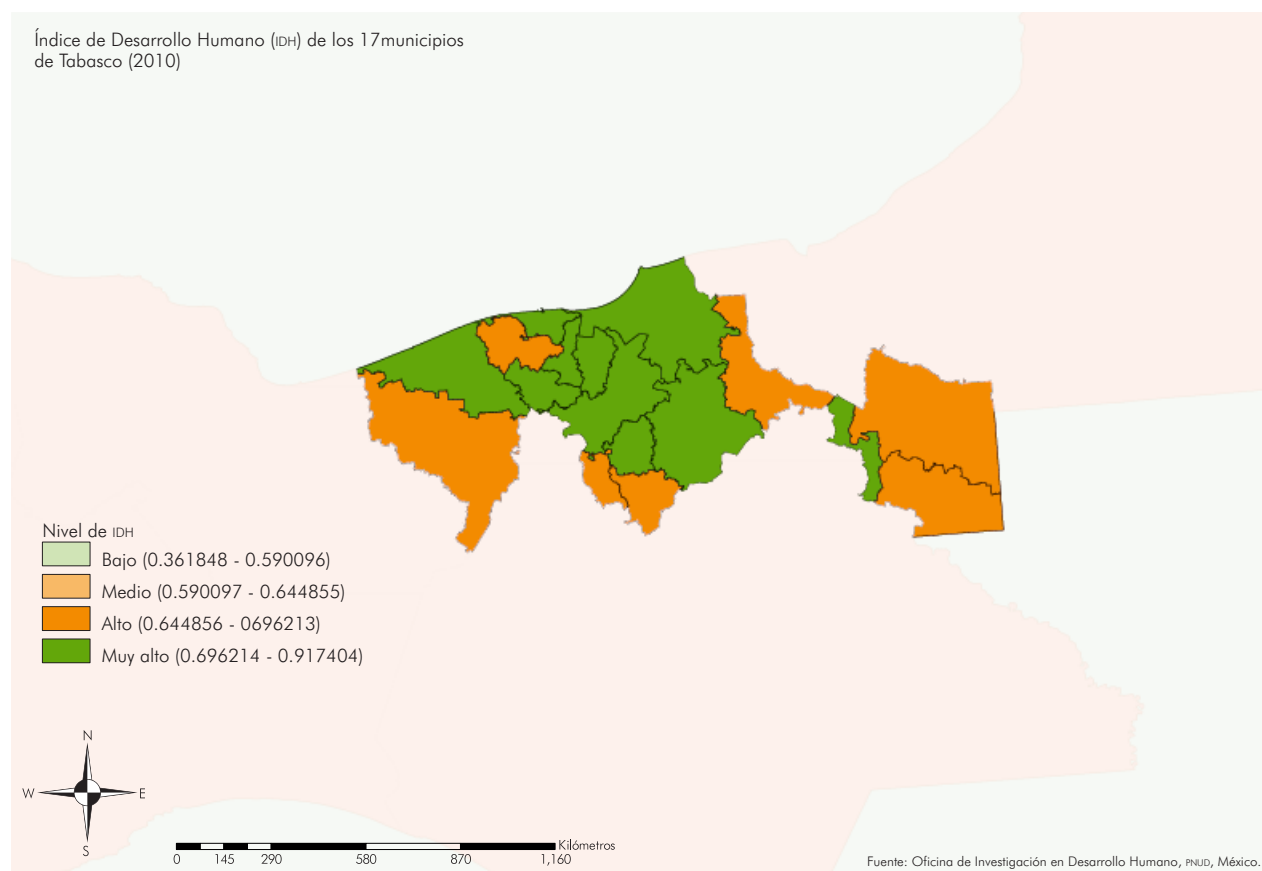 Índice de Desarrollo Humano (IDH) de los 17municipios
de Tabasco (2010)
Nivel de IDH
Bajo (0.361848 - 0.590096)
Medio (0.590097 - 0.644855)
Alto (0.644856 - 0696213)
Muy alto (0.696214 - 0.917404)
N
W E
S
Kilómetros
0 145 290 580 870 1,160
Fuente: Oficina de Investigación en Desarrollo Humano, PNUD, México.